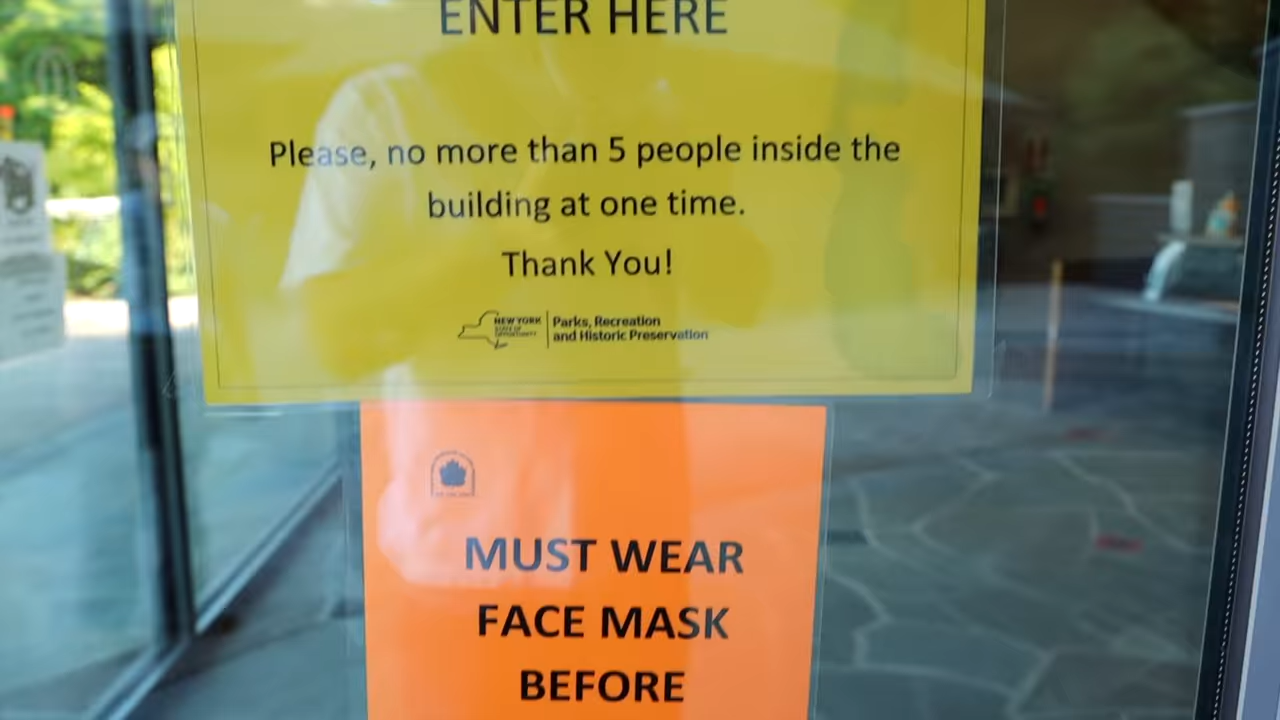 ENTER HERE
Please, no more than 5 people inside the
building at one time.
Thank You!
NEW YORK
STATE OF
OPPORTUNITY
Parks, Recreation
and Historic Preservation
MUST WEAR
FACE MASK
BEFORE